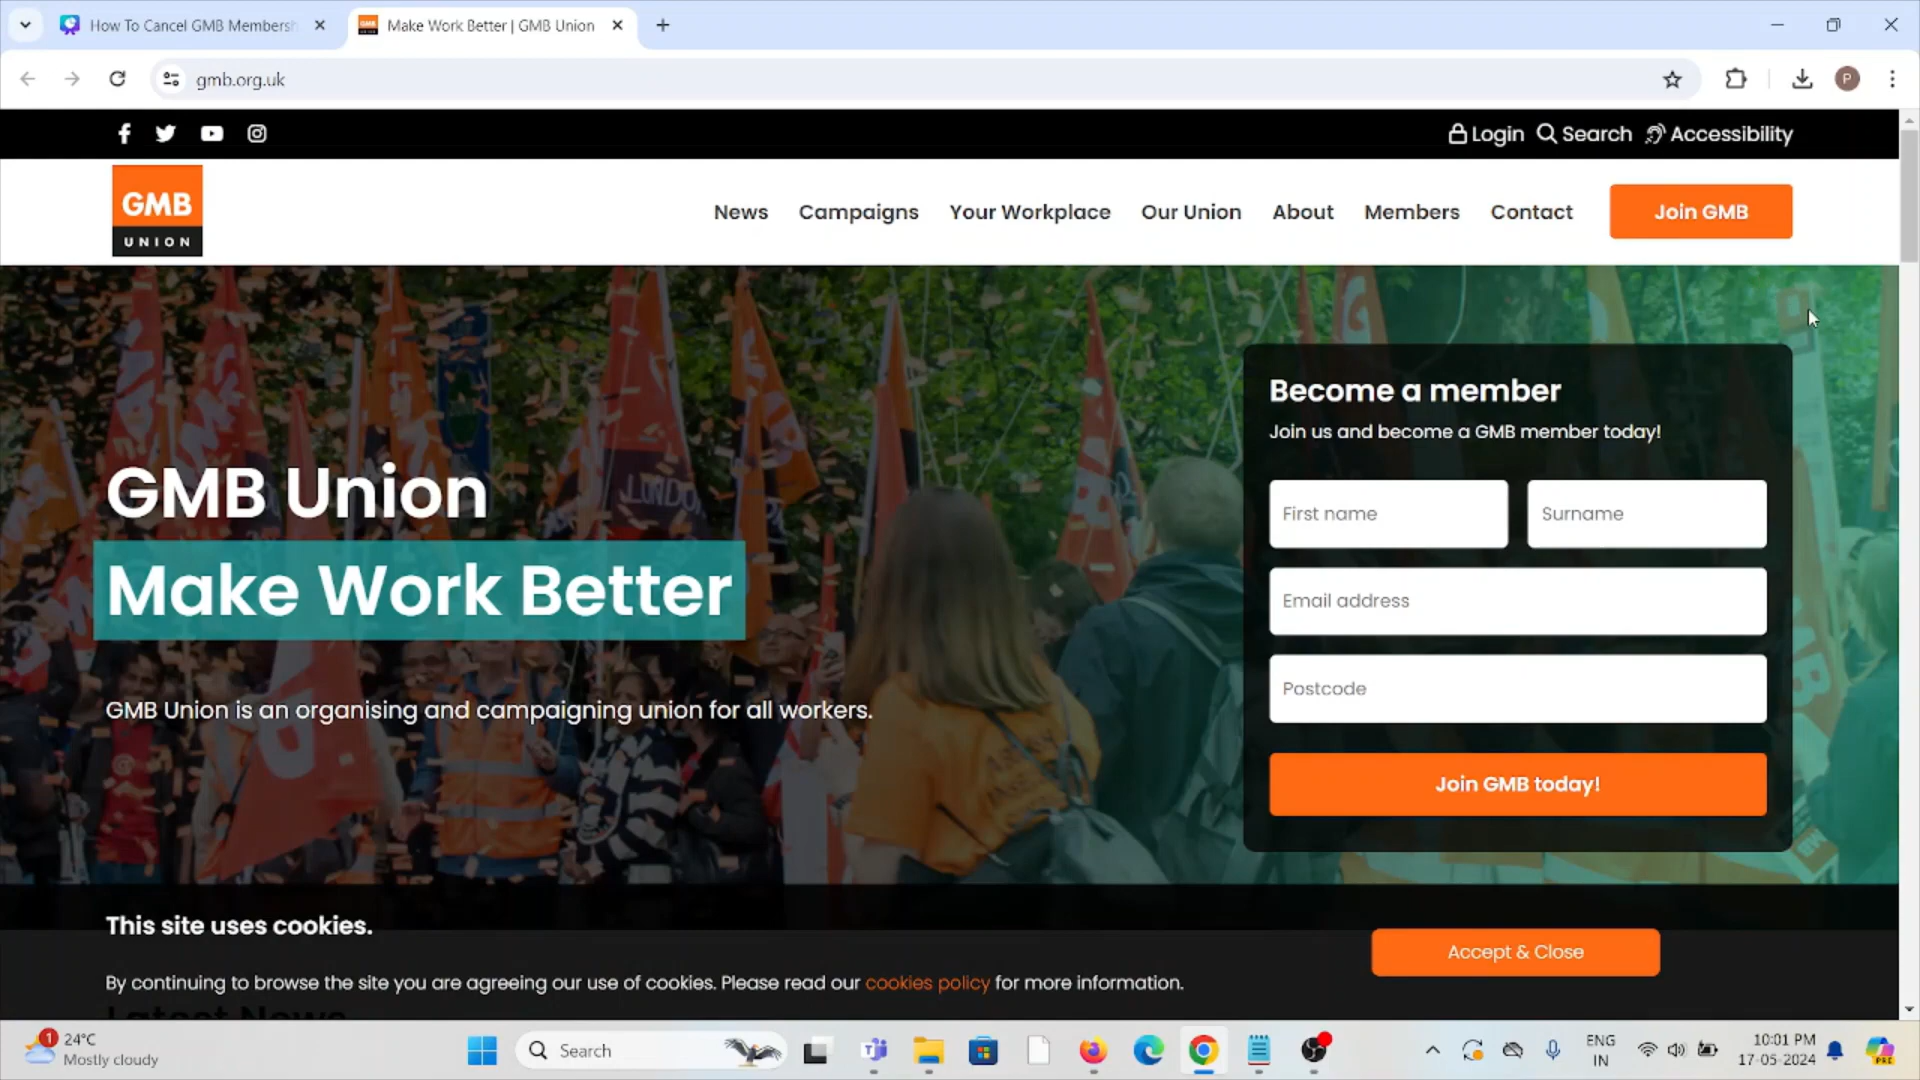 How To Cancel GMB Membersh
Make Work Better | GMB Union
gmb.org.uk
P
Login
Search
Accessibility
GMB
UNION
News
Campaigns
Your Workplace
Our Union
About
Members
Contact
Join GMB
GMB Union
Make Work Better
GMB Union is an organising and campaigning union for all workers.
Become a member
Join us and become a GMB member today!
First name
Surname
Email address
Postcode
Join GMB today!
This site uses cookies.
By continuing to browse the site you are agreeing our use of cookies. Please read our cookies policy for more information.
Accept & Close
Latest News
1
24°C
Mostly cloudy
Search
ENG
IN
10:01 PM
17-05-2024
PRE